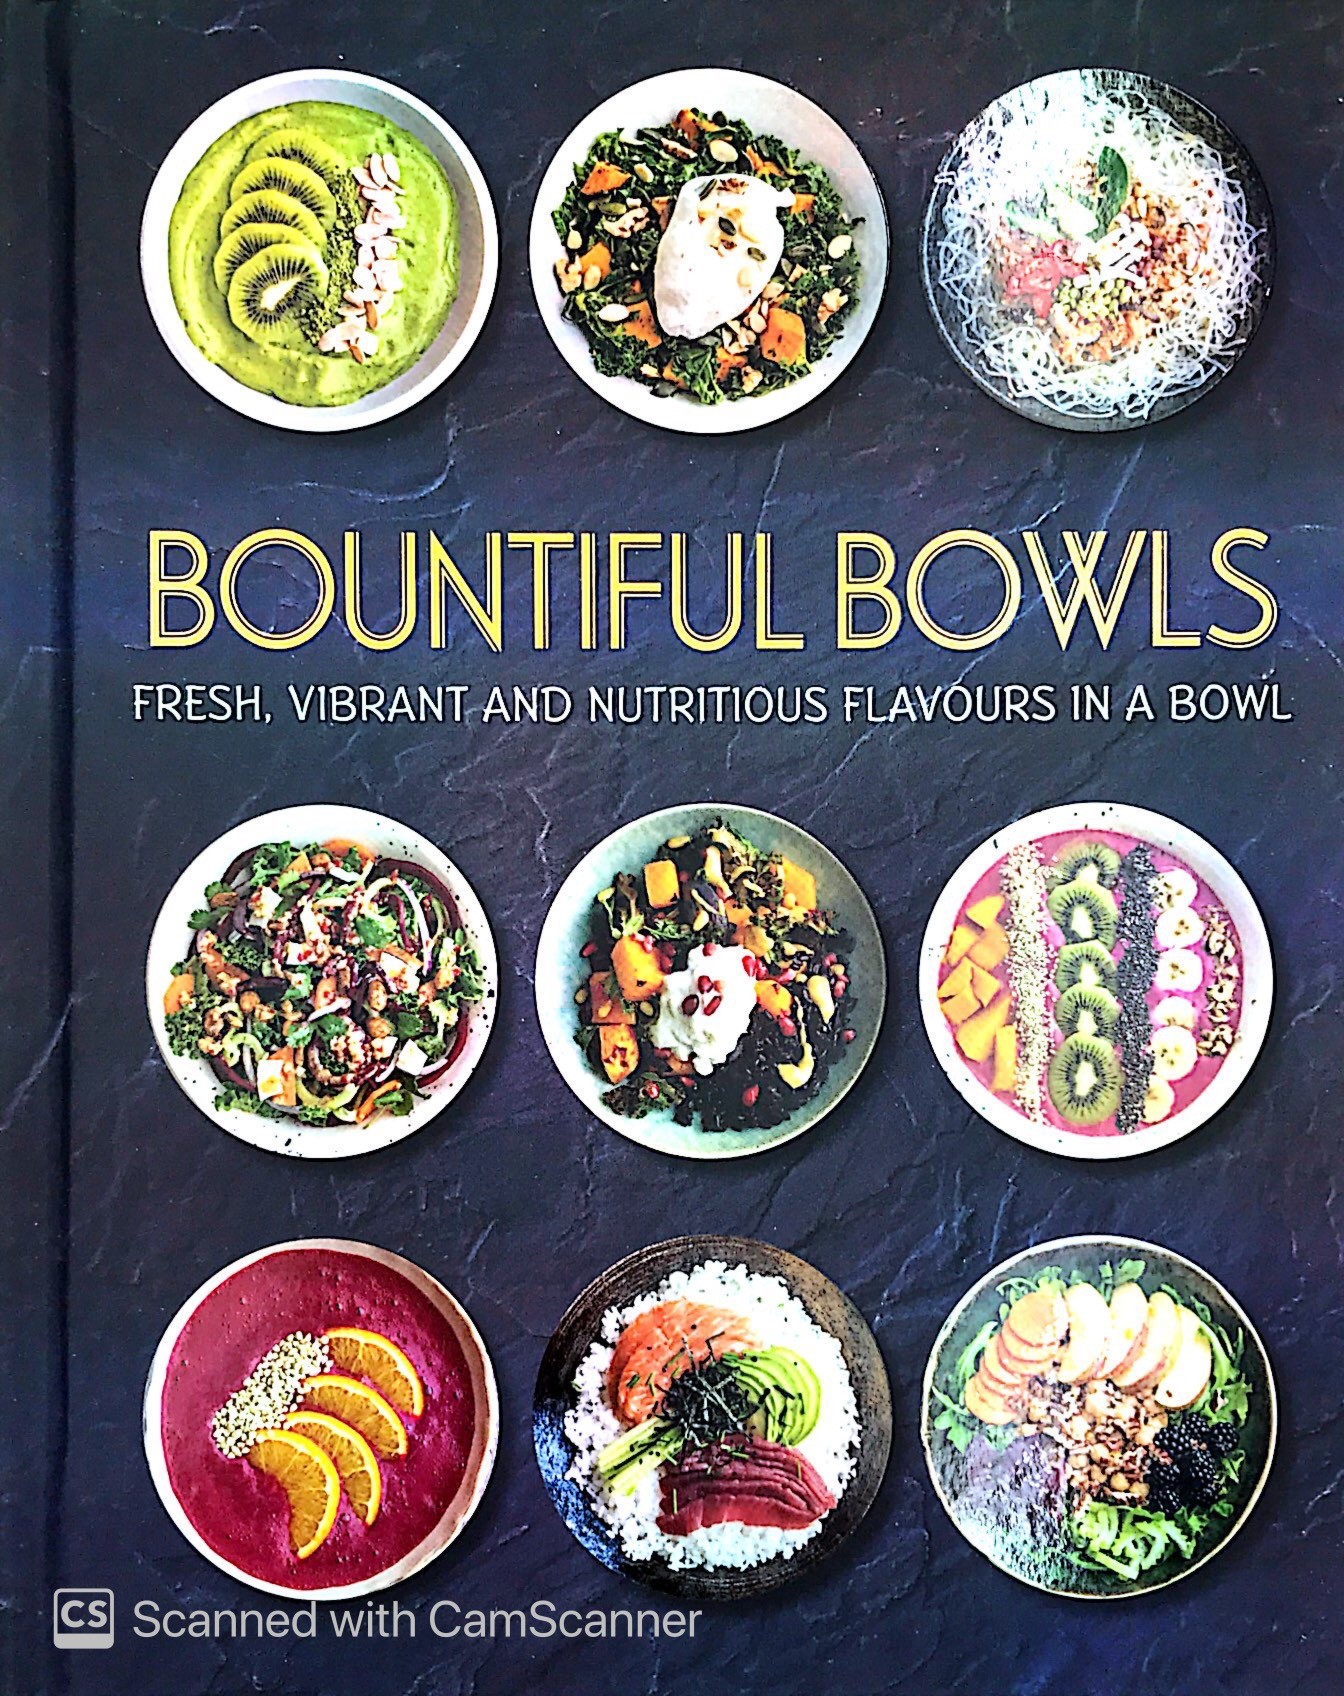 BOUNTIFUL BOWLS
FRESH, VIBRANT AND NUTRITIOUS FLAVOURS IN A BOWL
CS Scanned with CamScanner